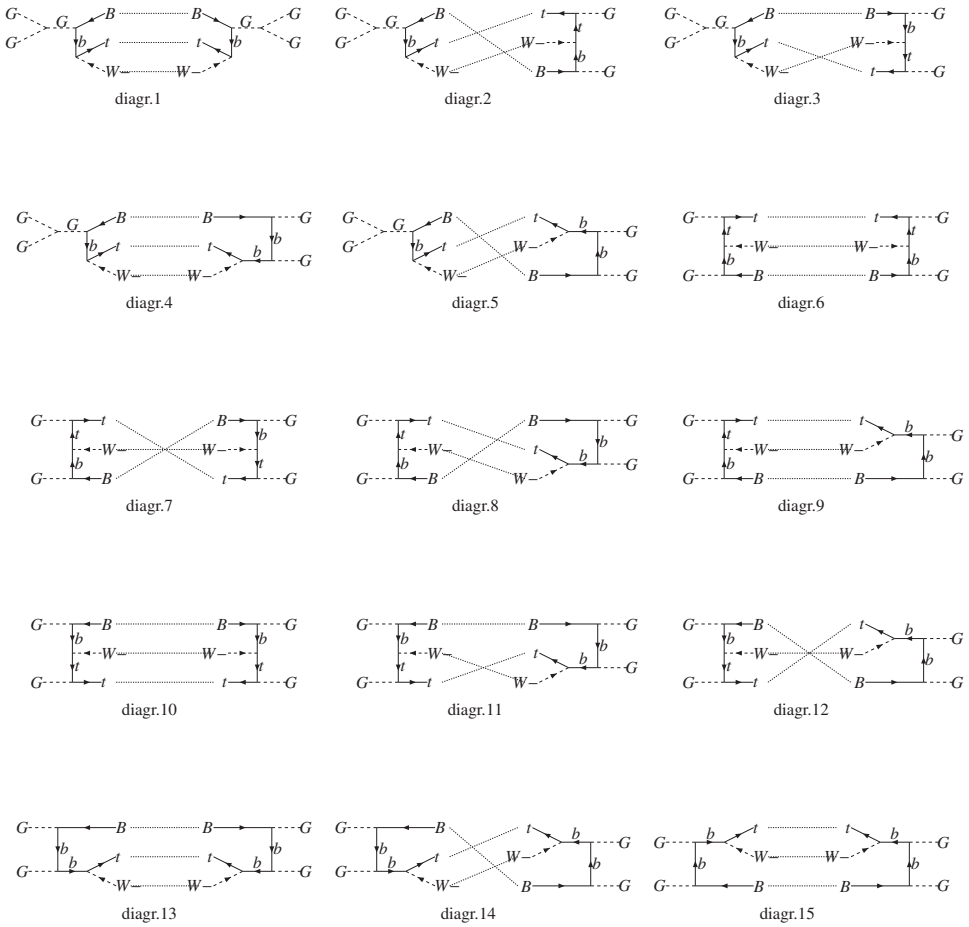 G B B G
G G G
b t t b
G G
W– W–
diagr.1
G B t G
G t
G b t W–
W– B b G
diagr.2
G B B G
G b
G b t W–
W– t t G
diagr.3
G B B G
G b
G b t t b G
W– W–
diagr.4
G B t b G
G
G b t W– b
W– B G
diagr.5
G t t G
t t
W– W–
b b
G B B G
diagr.6
G t B G
t b
W– W–
b t
G B t G
diagr.7
G t B G
t b
W– t b G
b W–
G B
diagr.8
G t t b G
t
W– W– b
b
G B B G
diagr.9
G B B G
b b
W– W–
t t
G t t G
diagr.10
G B B G
b b
W– t b G
t W–
G t
diagr.11
G B t b G
b
W– W– b
t
G t B G
diagr.12
G B B G
b b
G b t t b G
W– W–
diagr.13
G B t b G
b
G b t W– b
W– B G
diagr.14
G b t t b G
b W– W– b
G B B G
diagr.15